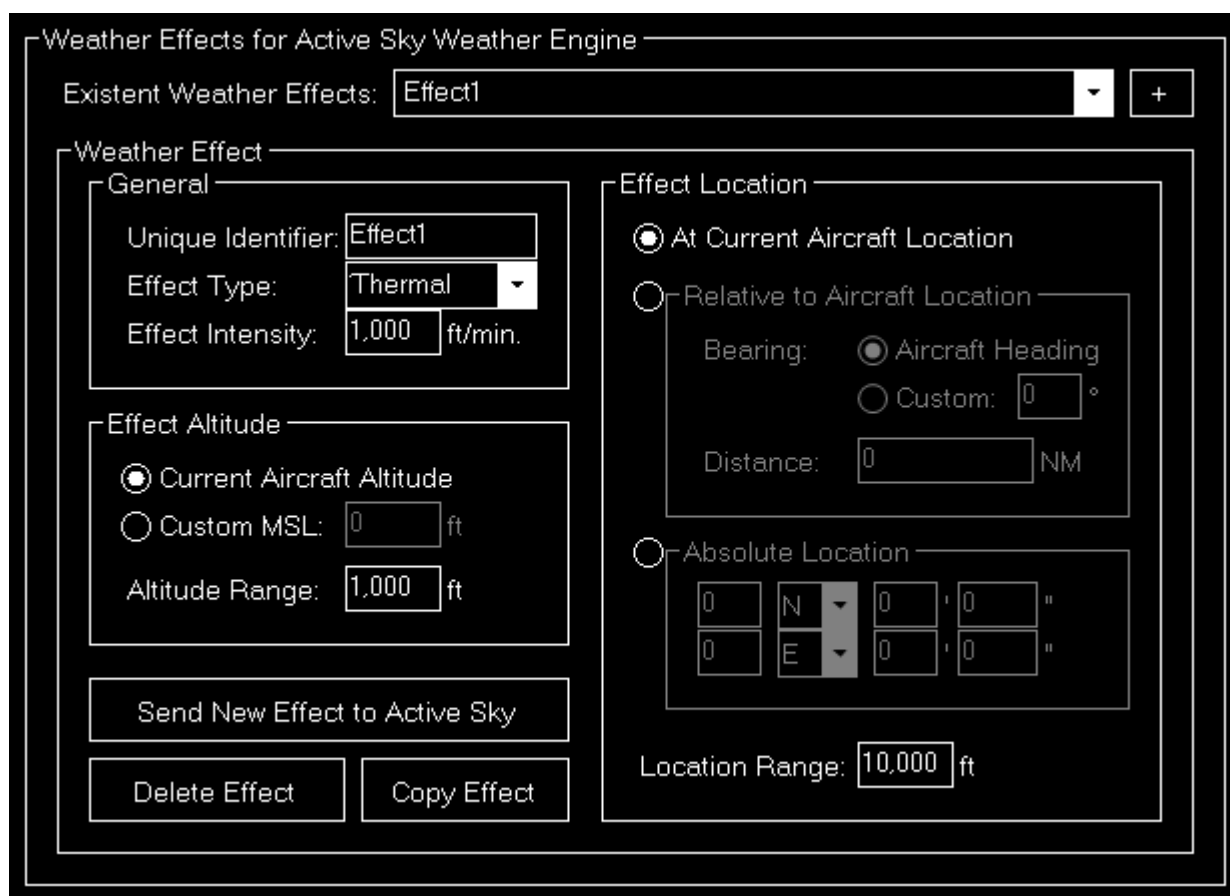 Weather Effects for Active Sky Weather Engine
Existent Weather Effects: Effect1 +
Weather Effect
General
Unique Identifier: Effect1
Effect Type: Thermal
Effect Intensity: 1,000 ft/min.
Effect Altitude
Current Aircraft Altitude
Custom MSL: 0 ft
Altitude Range: 1,000 ft
Send New Effect to Active Sky
Delete Effect Copy Effect
Effect Location
At Current Aircraft Location
Relative to Aircraft Location
Bearing: Aircraft Heading
Custom: 0 °
Distance: 0 NM
Absolute Location
0 N 0 ' 0 "
0 E 0 ' 0 "
Location Range: 10,000 ft